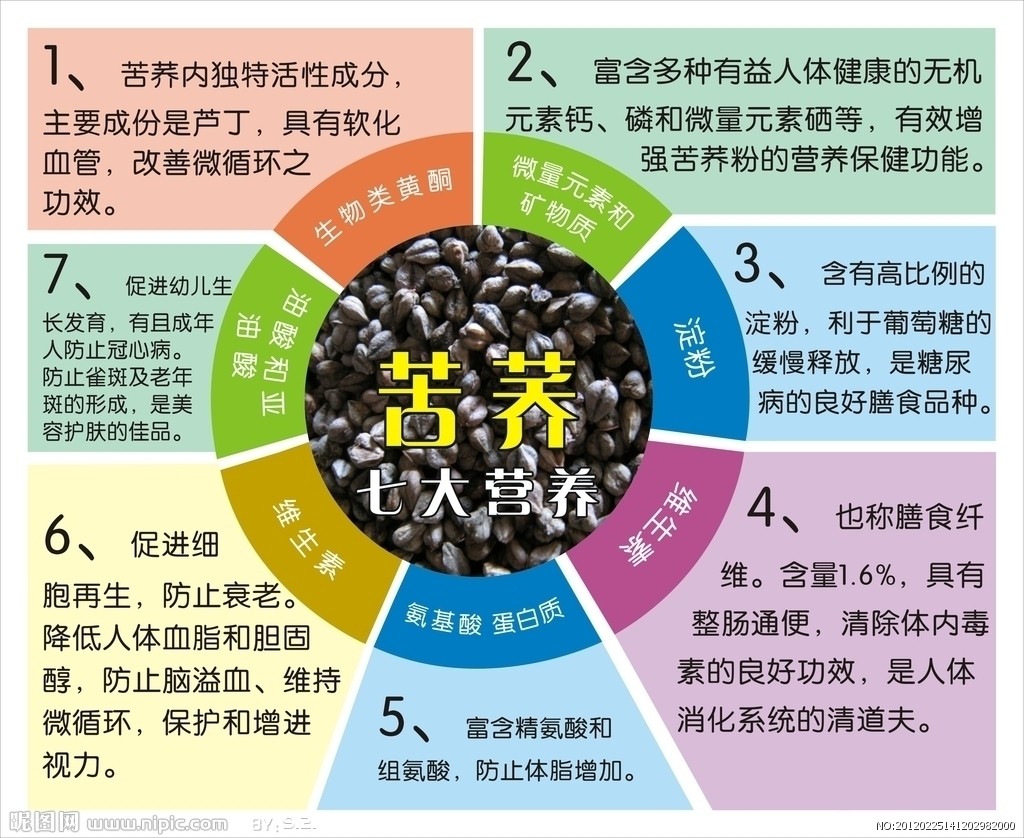 1、苦荞内独特活性成分，
主要成份是芦丁，具有软化
血管，改善微循环之
功效。
生物类黄酮
2、富含多种有益人体健康的无机
元素钙、磷和微量元素硒等，有效增
强苦荞粉的营养保健功能。
微量元素和
矿物质
3、含有高比例的
淀粉，利于葡萄糖的
缓慢释放，是糖尿
病的良好膳食品种。
淀粉
4、也称膳食纤
维。含量1.6%，具有
整肠通便，清除体内毒
素的良好功效，是人体
消化系统的清道夫。
维生素
5、富含精氨酸和
组氨酸，防止体脂增加。
氨基酸 蛋白质
6、促进细
胞再生，防止衰老。
降低人体血脂和胆固
醇，防止脑溢血、维持
微循环，保护和增进
视力。
维生素
7、促进幼儿生
长发育，有且成年
人防止冠心病。
防止雀斑及老年
斑的形成，是美
容护肤的佳品。
油酸和亚
油酸
苦荞
七大营养
昵图网 www.nipic.com BY: S.Z.
NO:20120225141202982000